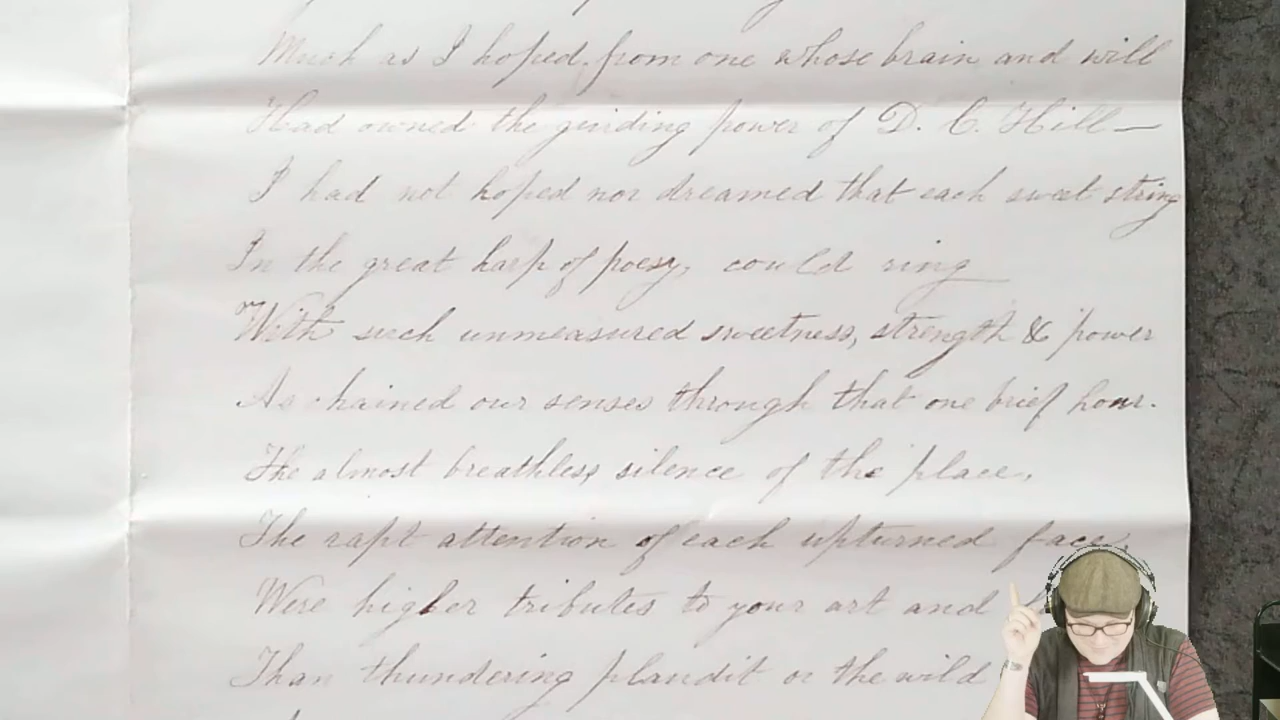 Much as I hoped from one whose brain and will
Had owned the guiding power of D. C. Hill—
I had not hoped nor dreamed that each sweet string
In the great harp of poesy, could ring
With such unmeasured sweetness, strength & power
As chained our senses through that one brief hour.
The almost breathless silence of the place,
The rapt attention of each upturned face,
Were higher tributes to your art and
Than thundering plaudit or the wild